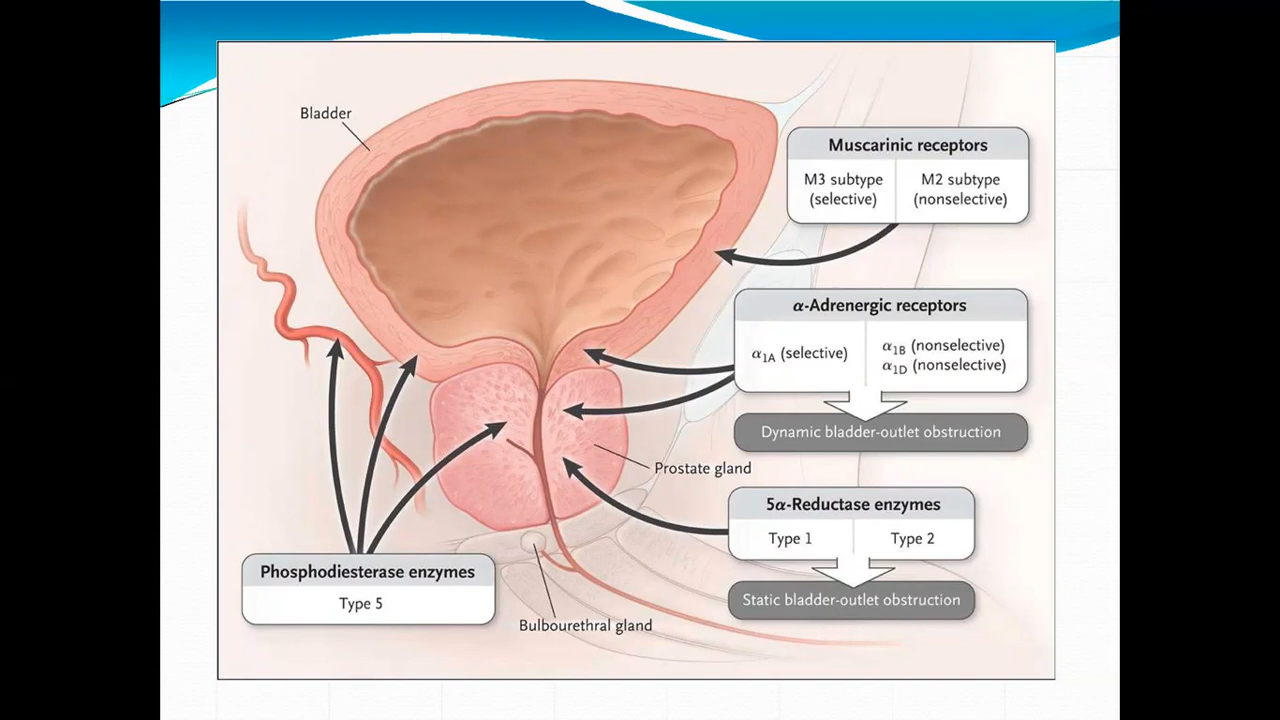 Bladder
Muscarinic receptors
M3 subtype
(selective)
M2 subtype
(nonselective)
α-Adrenergic receptors
α1A (selective)
α1B (nonselective)
α1D (nonselective)
Dynamic bladder-outlet obstruction
Prostate gland
5α-Reductase enzymes
Type 1
Type 2
Static bladder-outlet obstruction
Phosphodiesterase enzymes
Type 5
Bulbourethral gland